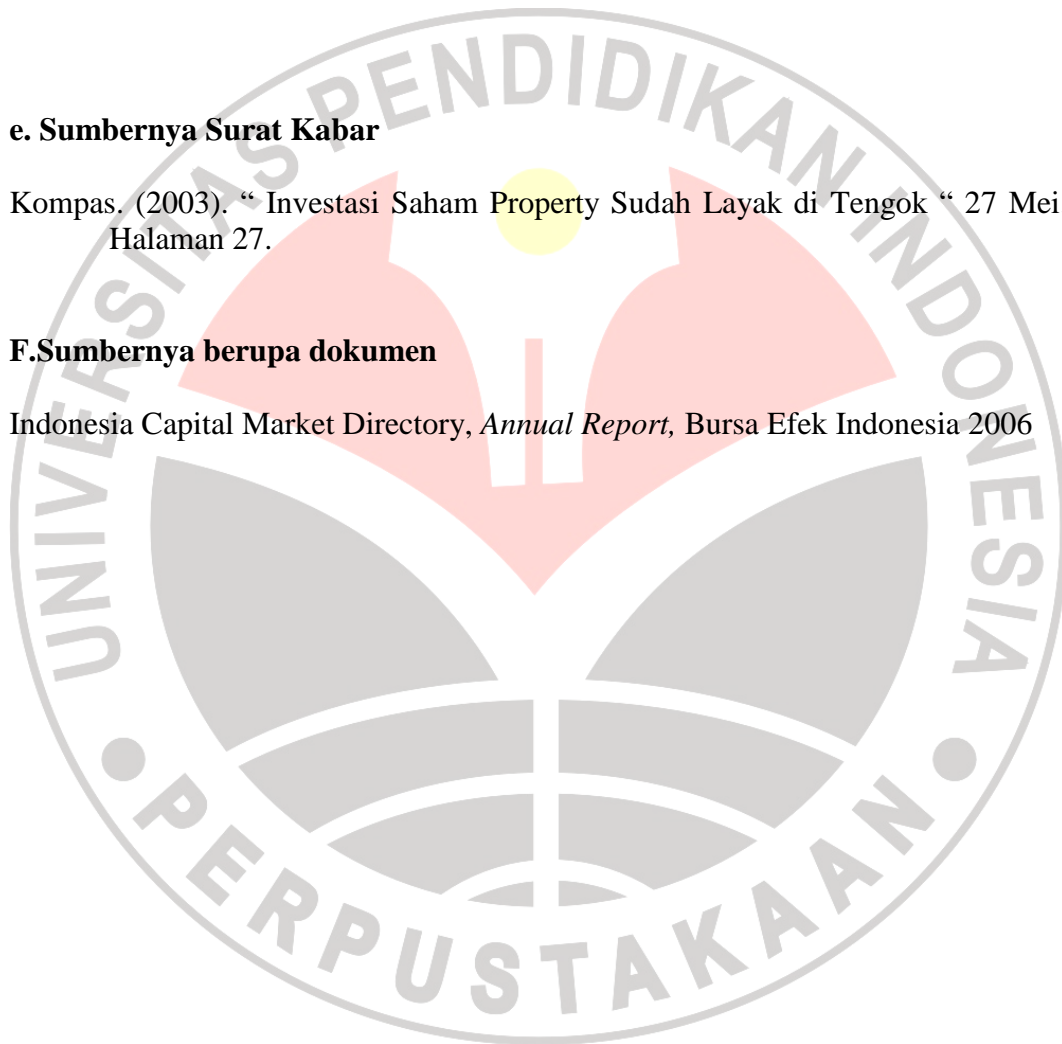 e. Sumbernya Surat Kabar
Kompas. (2003). “ Investasi Saham Property Sudah Layak di Tengok “ 27 Mei
Halaman 27.
F.Sumbernya berupa dokumen
Indonesia Capital Market Directory, Annual Report, Bursa Efek Indonesia 2006
UNIVERSITAS PENDIDIKAN INDONESIA
PERPUSTAKAAN